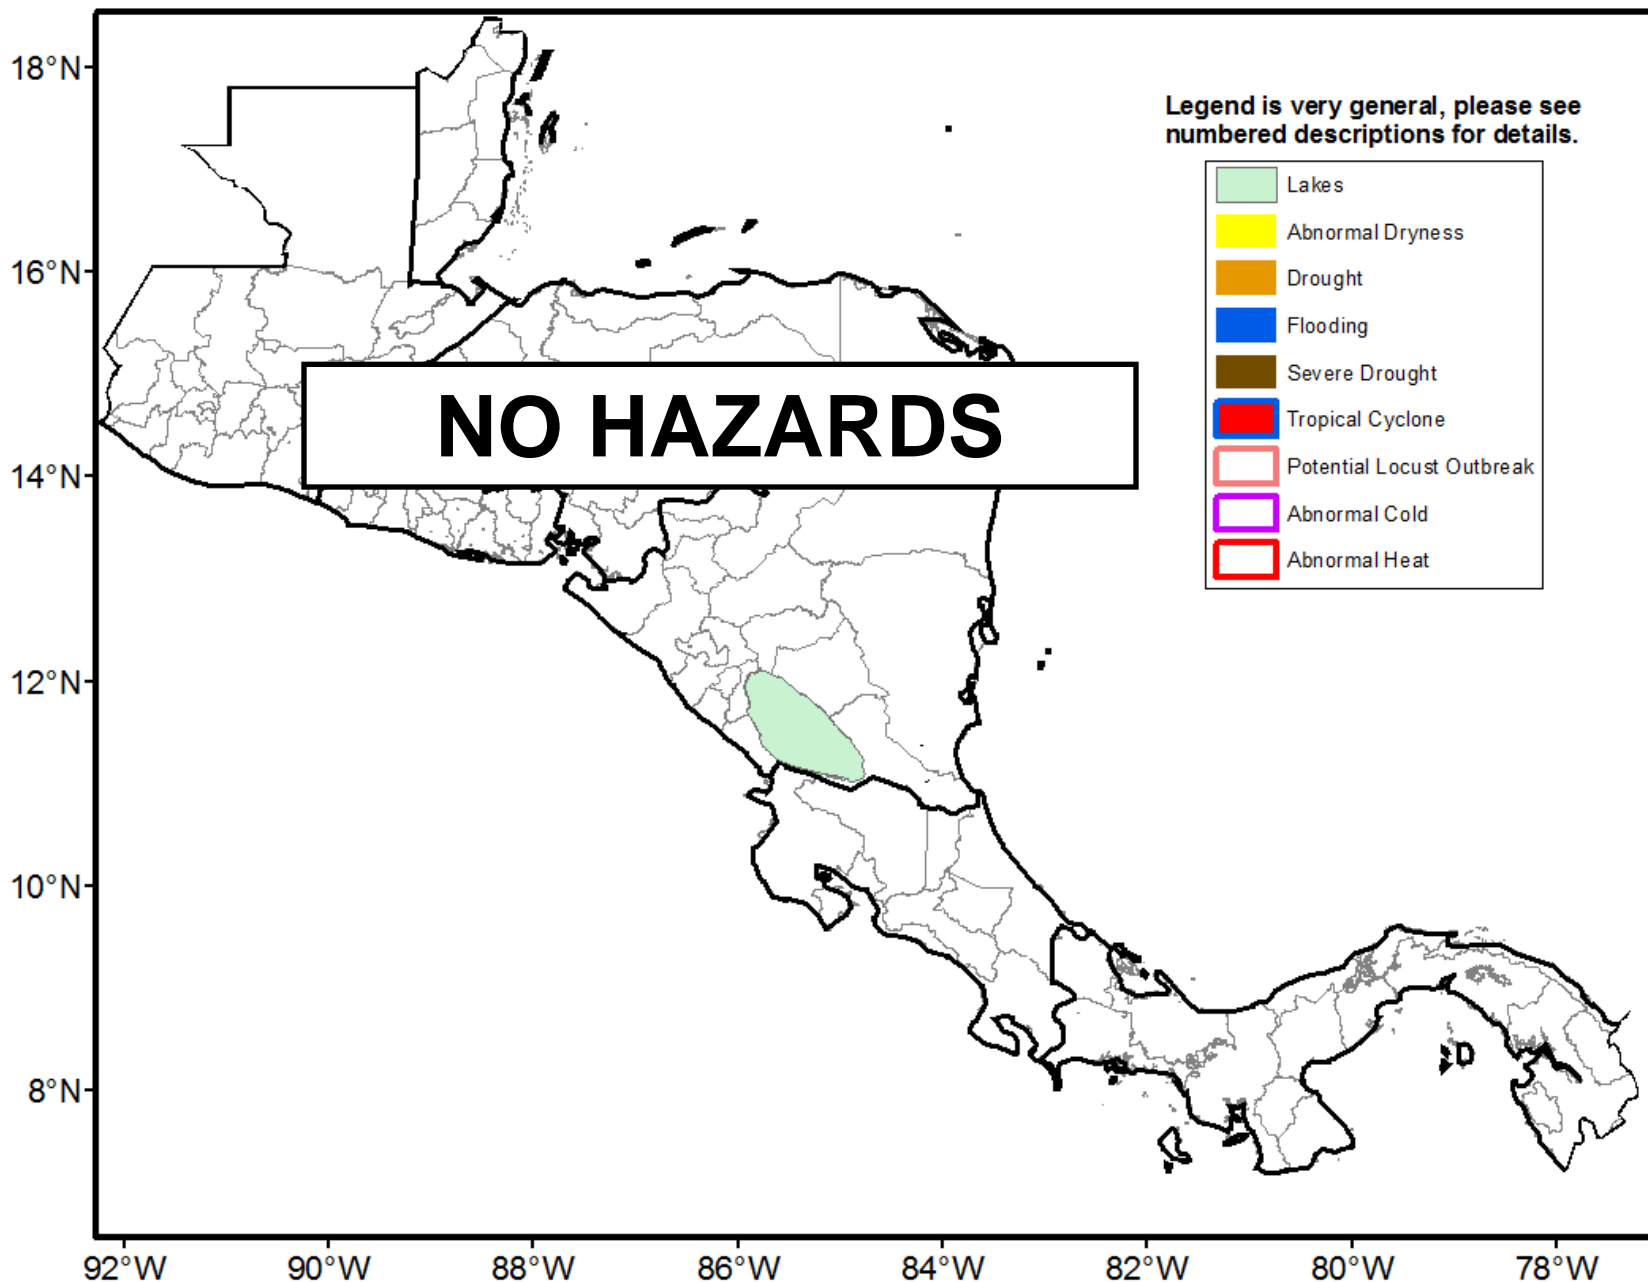 18°N
16°N
14°N
12°N
10°N
8°N
Legend is very general, please see
numbered descriptions for details.
Lakes
Abnormal Dryness
Drought
Flooding
Severe Drought
Tropical Cyclone
Potential Locust Outbreak
Abnormal Cold
Abnormal Heat
NO HAZARDS
92°W 90°W 88°W 86°W 84°W 82°W 80°W 78°W